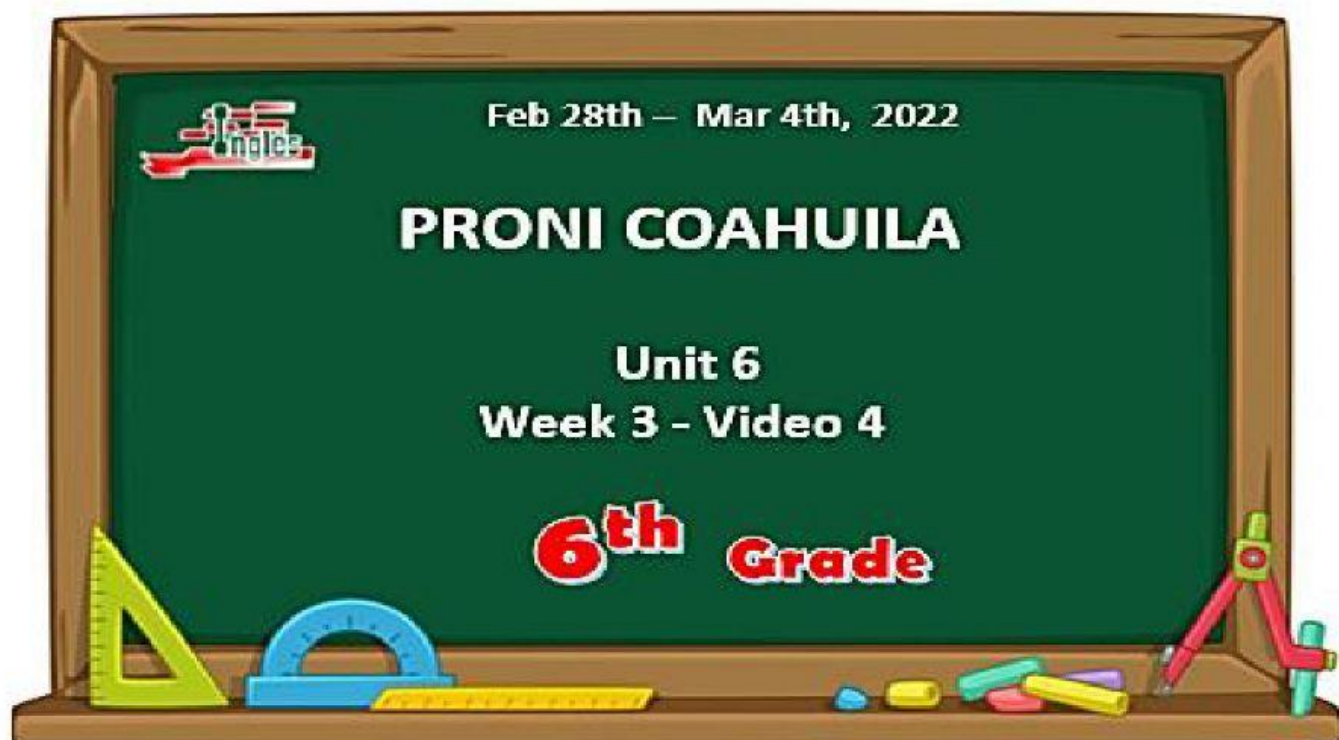 Inglés
Feb 28th – Mar 4th, 2022
PRONI COAHUILA
Unit 6
Week 3 - Video 4
6th Grade